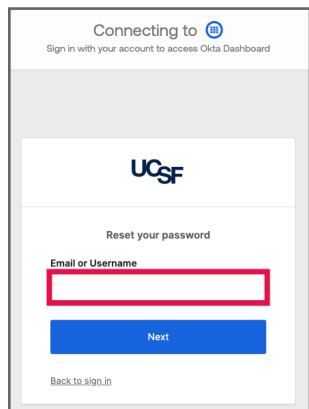 Connecting to
Sign in with your account to access Okta Dashboard
UCSF
Reset your password
Email or Username
Next
Back to sign in